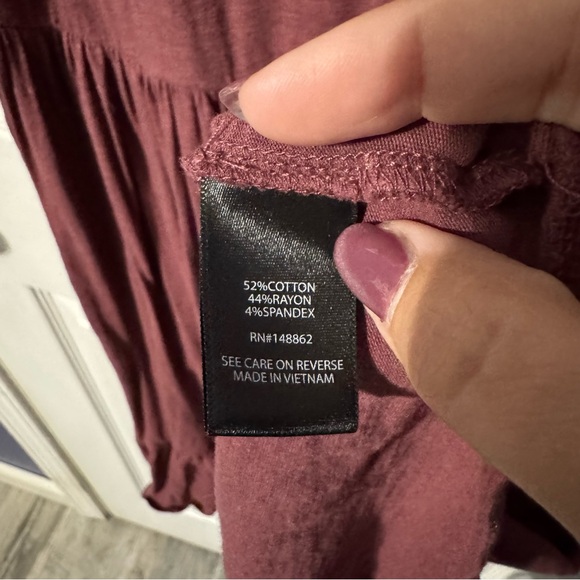 52%COTTON
44%RAYON
4%SPANDEX
RN#148862
SEE CARE ON REVERSE
MADE IN VIETNAM